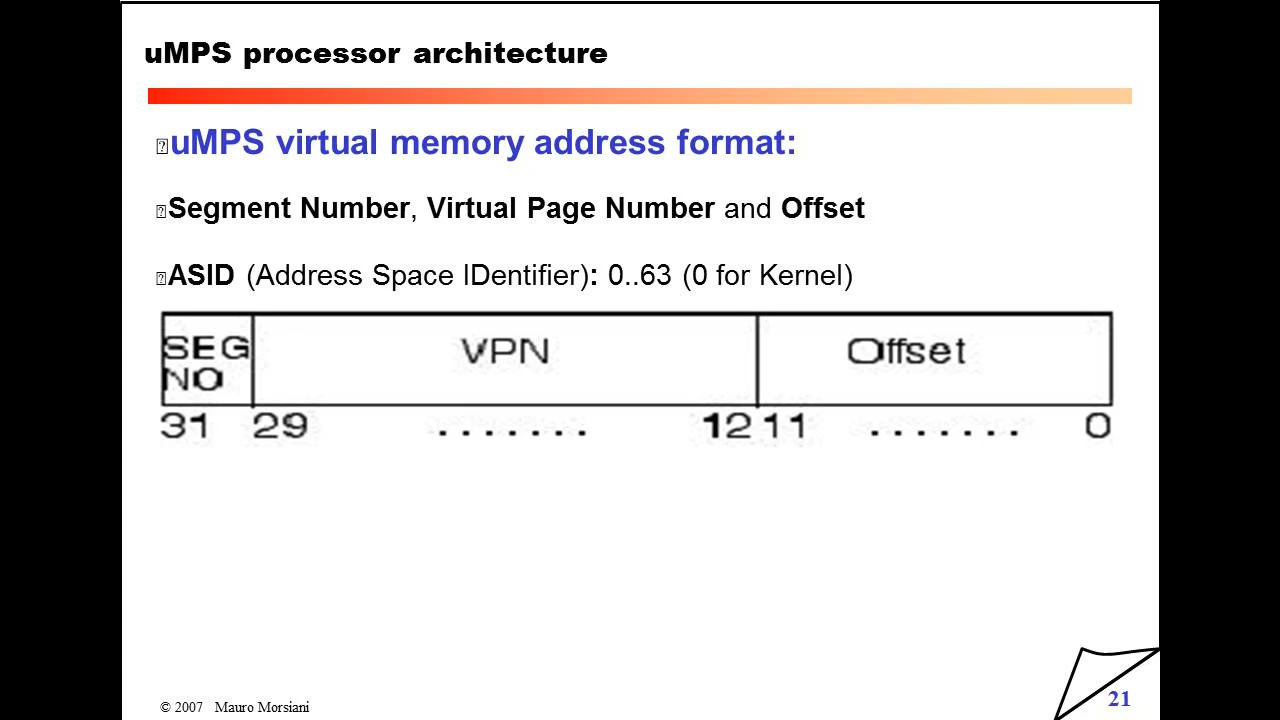 uMPS processor architecture
uMPS virtual memory address format:
Segment Number, Virtual Page Number and Offset
ASID (Address Space IDentifier): 0..63 (0 for Kernel)
SEG NO VPN Offset
31 29 ....... 12 11 ....... 0
© 2007 Mauro Morsiani
21